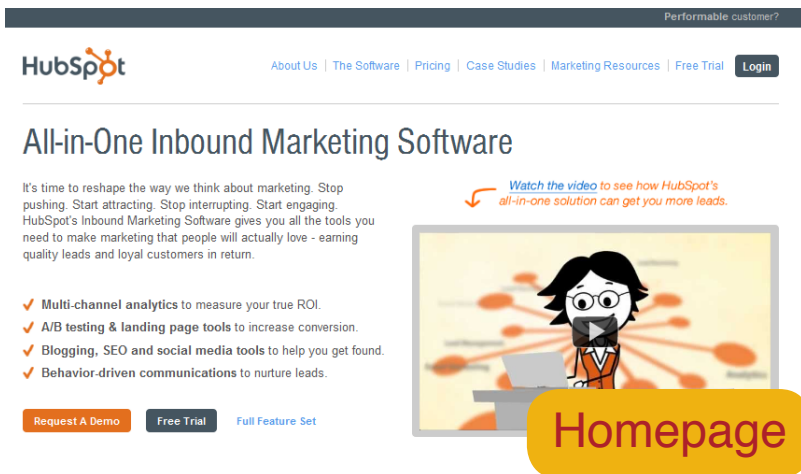 Performable customer?
HubSpot
About Us | The Software | Pricing | Case Studies | Marketing Resources | Free Trial
Login
All-in-One Inbound Marketing Software
It's time to reshape the way we think about marketing. Stop
pushing. Start attracting. Stop interrupting. Start engaging.
HubSpot's Inbound Marketing Software gives you all the tools you
need to make marketing that people will actually love - earning
quality leads and loyal customers in return.
Multi-channel analytics to measure your true ROI.
A/B testing & landing page tools to increase conversion.
Blogging, SEO and social media tools to help you get found.
Behavior-driven communications to nurture leads.
Request A Demo
Free Trial
Full Feature Set
Watch the video to see how HubSpot's
all-in-one solution can get you more leads.
Analytics
Homepage